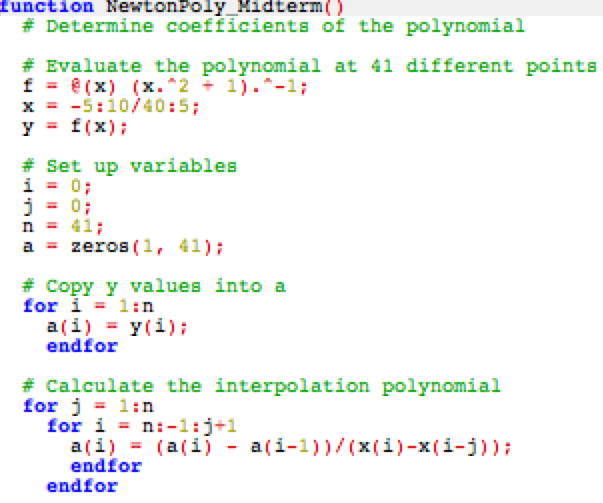 function NewtonPoly_Midterm()
# Determine coefficients of the polynomial
# Evaluate the polynomial at 41 different points
f = @(x) (x.^2 + 1).^-1;
x = -5:10/40:5;
y = f(x);
# Set up variables
i = 0;
j = 0;
n = 41;
a = zeros(1, 41);
# Copy y values into a
for i = 1:n
a(i) = y(i);
endfor
# Calculate the interpolation polynomial
for j = 1:n
for i = n:-1:j+1
a(i) = (a(i) - a(i-1))/(x(i)-x(i-j));
endfor
endfor